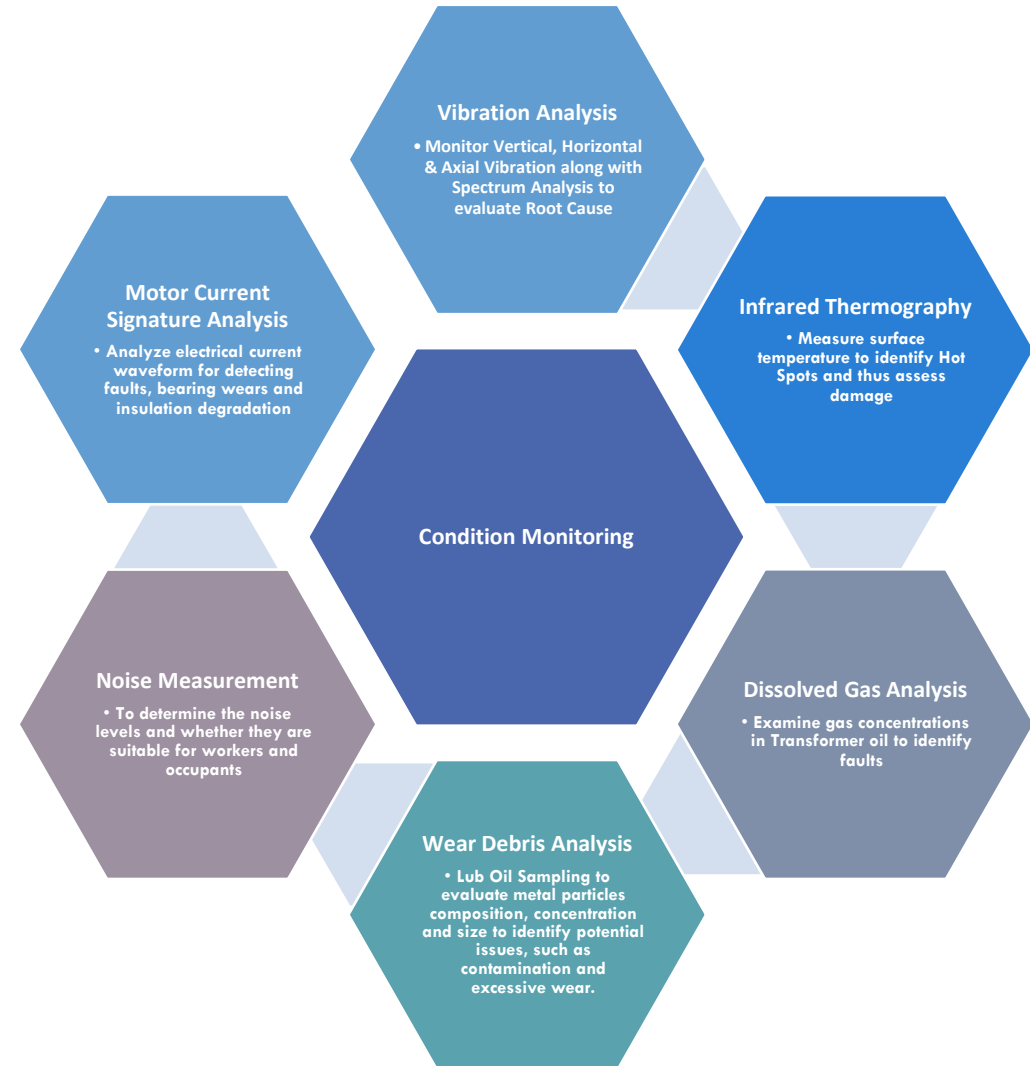 Vibration Analysis
• Monitor Vertical, Horizontal
& Axial Vibration along with
Spectrum Analysis to
evaluate Root Cause
Infrared Thermography
• Measure surface
temperature to identify Hot
Spots and thus assess
damage
Dissolved Gas Analysis
• Examine gas concentrations
in Transformer oil to identify
faults
Wear Debris Analysis
• Lub Oil Sampling to
evaluate metal particles
composition, concentration
and size to identify potential
issues, such as
contamination and
excessive wear.
Noise Measurement
• To determine the noise
levels and whether they are
suitable for workers and
occupants
Motor Current
Signature Analysis
• Analyze electrical current
waveform for detecting
faults, bearing wears and
insulation degradation
Condition Monitoring